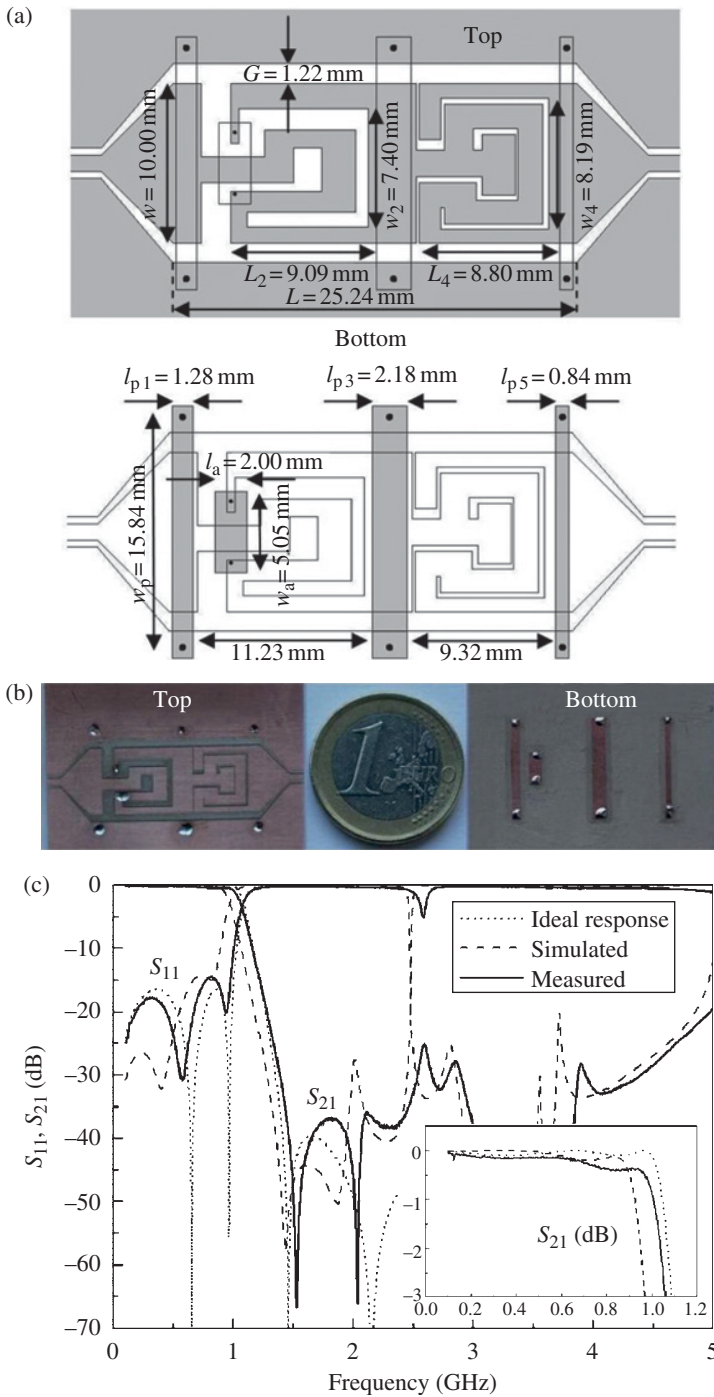 (a)
Top
G = 1.22 mm
w = 10.00 mm
w2 = 7.40 mm
w4 = 8.19 mm
L2 = 9.09 mm
L4 = 8.80 mm
L = 25.24 mm
Bottom
lp1 = 1.28 mm
lp3 = 2.18 mm
lp5 = 0.84 mm
la = 2.00 mm
wp = 15.84 mm
wa = 5.05 mm
11.23 mm
9.32 mm
(b)
Top
1
EURO
Bottom
(c)
0
−10
−20
−30
−40
−50
−60
−70
S11, S21 (dB)
S11
S21
Ideal response
Simulated
Measured
0
−1
−2
−3
S21 (dB)
0.0 0.2 0.4 0.6 0.8 1.0 1.2
0 1 2 3 4 5
Frequency (GHz)